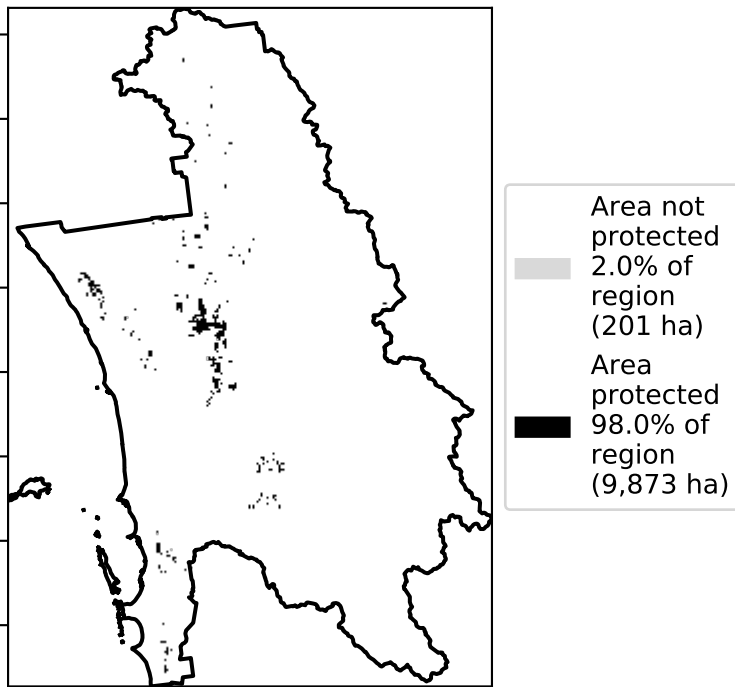 Area not
protected
2.0% of
region
(201 ha)
Area
protected
98.0% of
region
(9,873 ha)